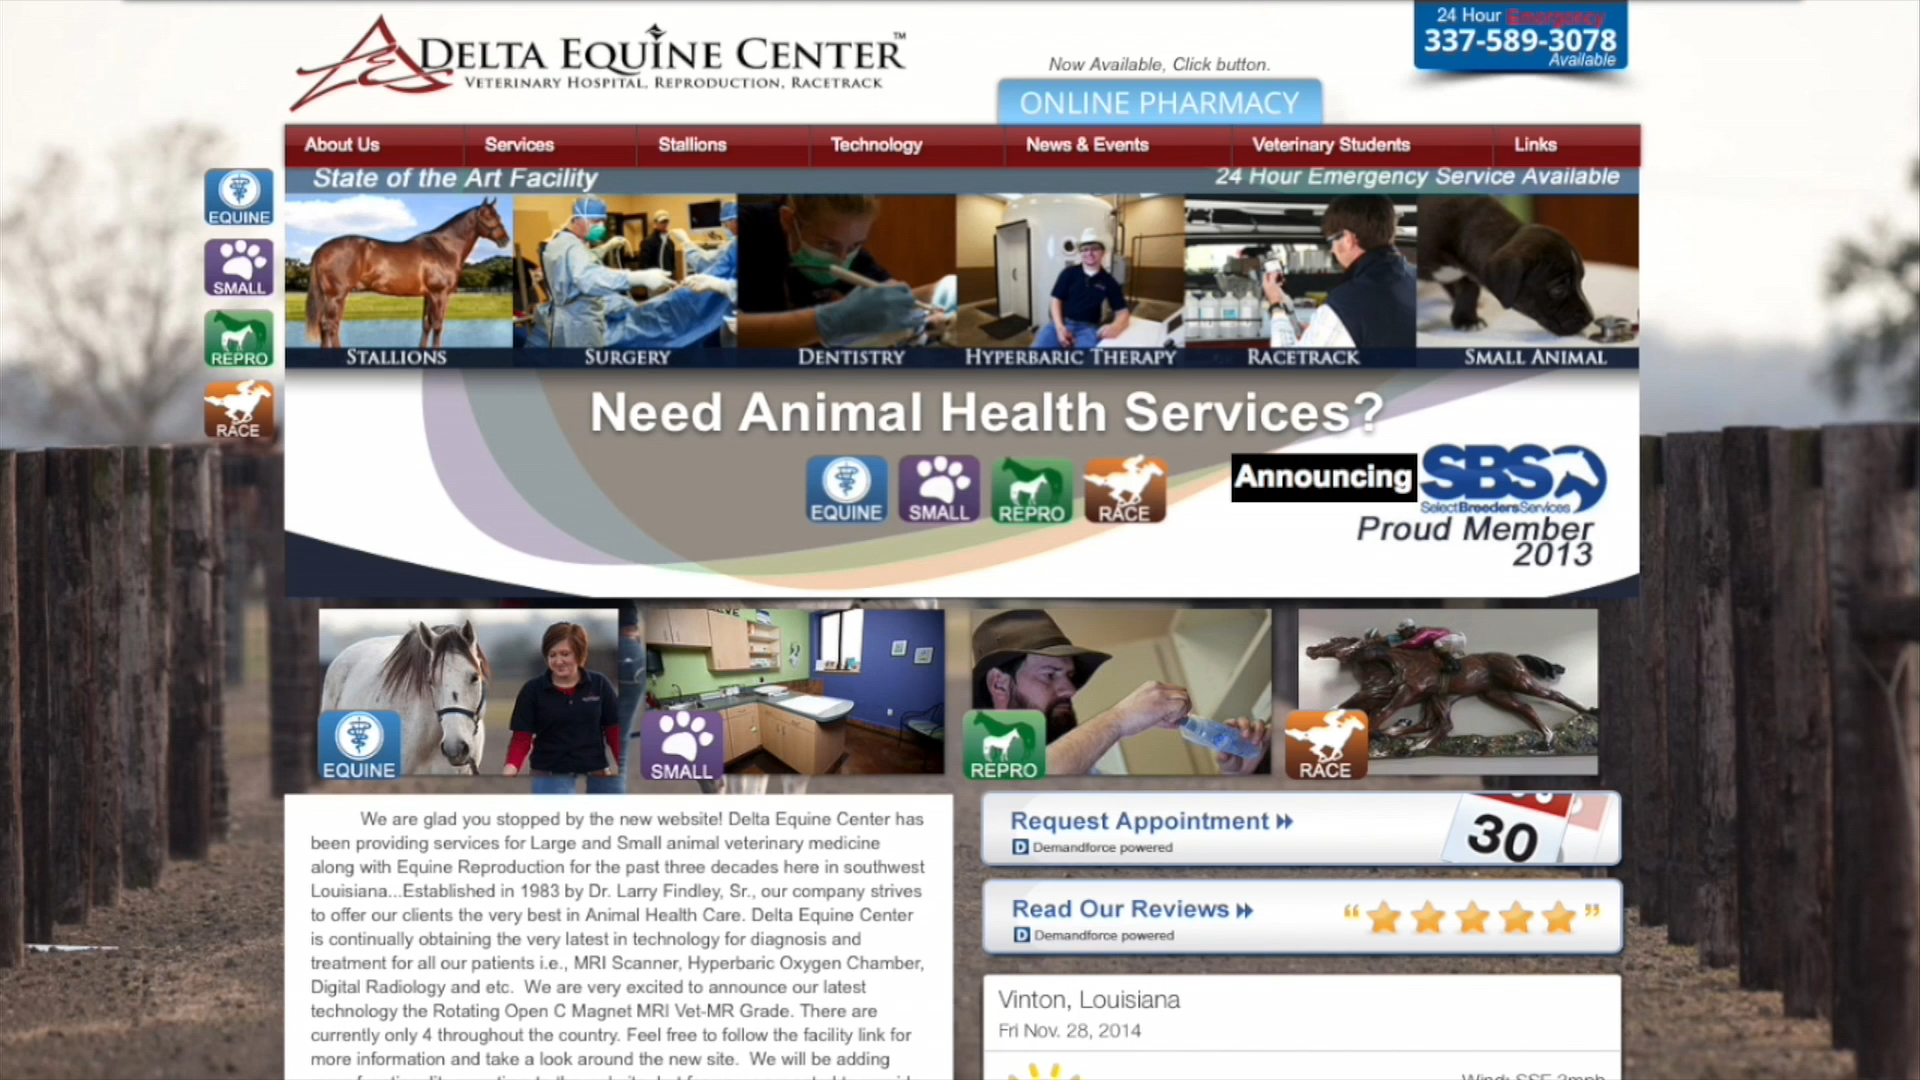 DELTA EQUINE CENTER™
VETERINARY HOSPITAL, REPRODUCTION, RACETRACK
Now Available, Click button.
ONLINE PHARMACY
24 Hour Emergency
337-589-3078
Available
About Us Services Stallions Technology News & Events Veterinary Students Links
State of the Art Facility 24 Hour Emergency Service Available
EQUINE
SMALL
REPRO
RACE
STALLIONS SURGERY DENTISTRY HYPERBARIC THERAPY RACETRACK SMALL ANIMAL
Need Animal Health Services?
EQUINE SMALL REPRO RACE
Announcing SBS
SelectBreedersServices
Proud Member
2013
EQUINE SMALL REPRO RACE
We are glad you stopped by the new website! Delta Equine Center has
been providing services for Large and Small animal veterinary medicine
along with Equine Reproduction for the past three decades here in southwest
Louisiana...Established in 1983 by Dr. Larry Findley, Sr., our company strives
to offer our clients the very best in Animal Health Care. Delta Equine Center
is continually obtaining the very latest in technology for diagnosis and
treatment for all our patients i.e., MRI Scanner, Hyperbaric Oxygen Chamber,
Digital Radiology and etc. We are very excited to announce our latest
technology the Rotating Open C Magnet MRI Vet-MR Grade. There are
currently only 4 throughout the country. Feel free to follow the facility link for
more information and take a look around the new site. We will be adding
Request Appointment
D Demandforce powered
30
Read Our Reviews
D Demandforce powered
“ ”
Vinton, Louisiana
Fri Nov. 28, 2014